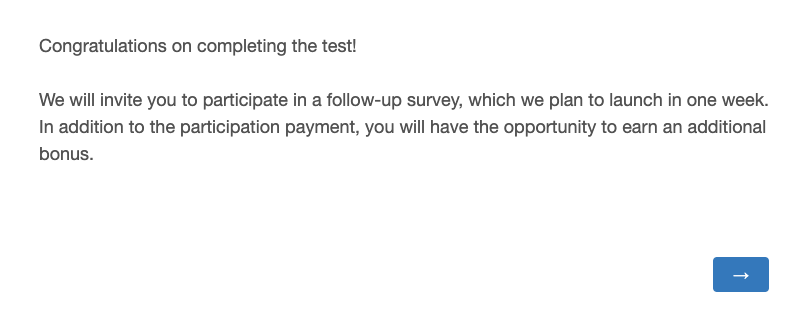 Congratulations on completing the test!
We will invite you to participate in a follow-up survey, which we plan to launch in one week.
In addition to the participation payment, you will have the opportunity to earn an additional
bonus.
→